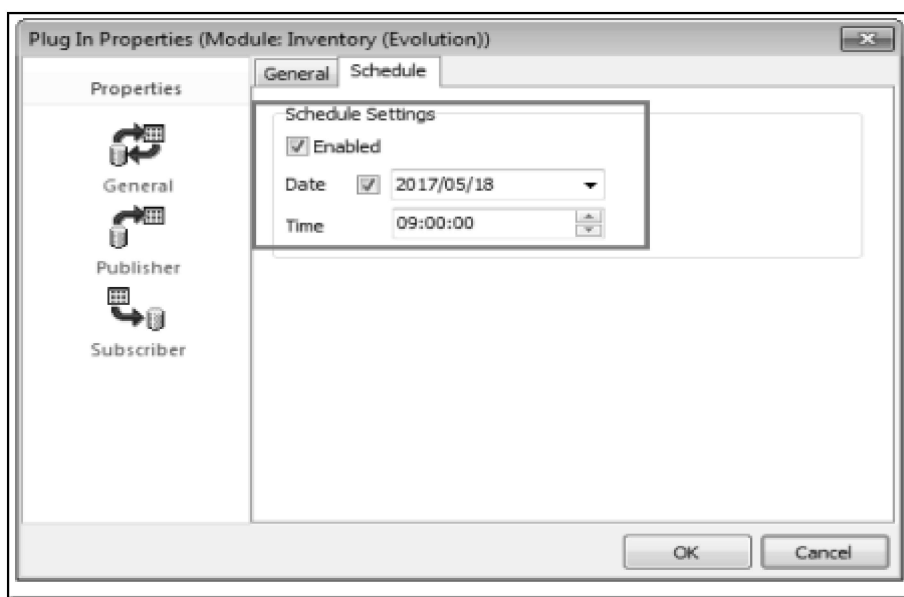 Plug In Properties (Module: Inventory (Evolution))
Properties
General
Publisher
Subscriber
General Schedule
Schedule Settings
Enabled
Date 2017/05/18
Time 09:00:00
OK Cancel